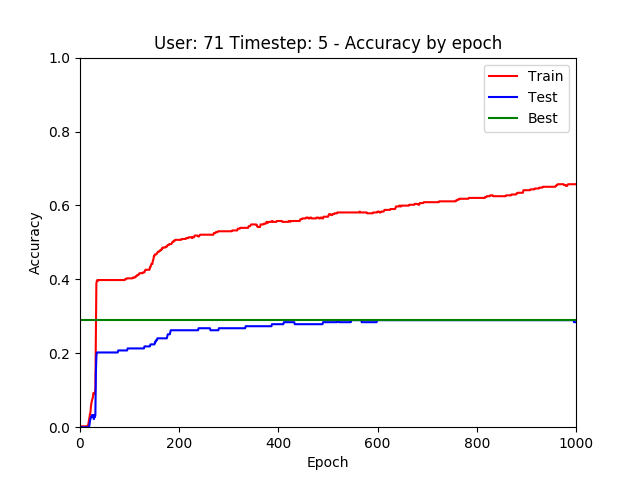 User: 71 Timestep: 5 - Accuracy by epoch
Train
Test
Best
Accuracy
1.0
0.8
0.6
0.4
0.2
0.0
0 200 400 600 800 1000
Epoch